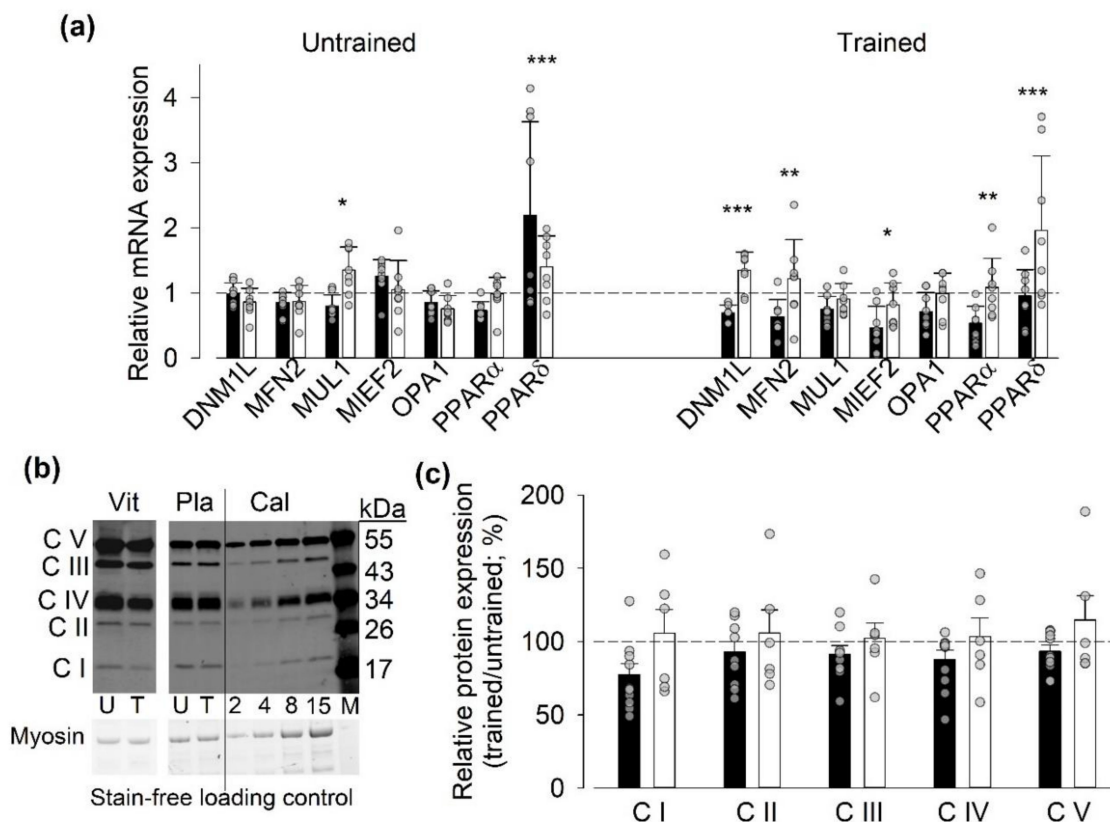 (a)
Untrained
Trained
Relative mRNA expression
4
3
2
1
0
***
*
***
**
*
**
***
DNM1L
MFN2
MUL1
MIEF2
OPA1
PPARα
PPARδ
DNM1L
MFN2
MUL1
MIEF2
OPA1
PPARα
PPARδ
(b)
Vit Pla Cal kDa
C V 55
C III 43
C IV 34
C II 26
C I 17
U T U T 2 4 8 15 M
Myosin
Stain-free loading control
(c)
Relative protein expression
(trained/untrained; %)
200
150
100
50
0
C I C II C III C IV C V